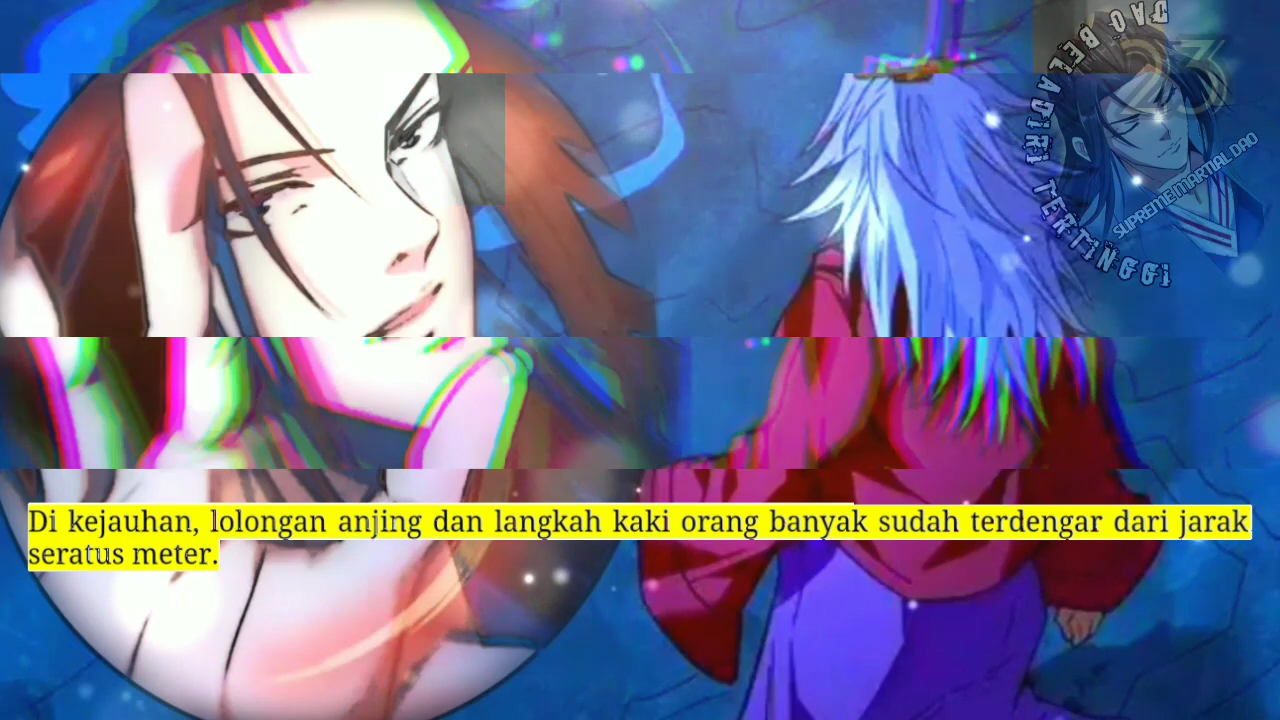 DAO BELADIRI TERTINGGI
23
SUPREME MARTIAL DAO
Di kejauhan, lolongan anjing dan langkah kaki orang banyak sudah terdengar dari jarak
seratus meter.